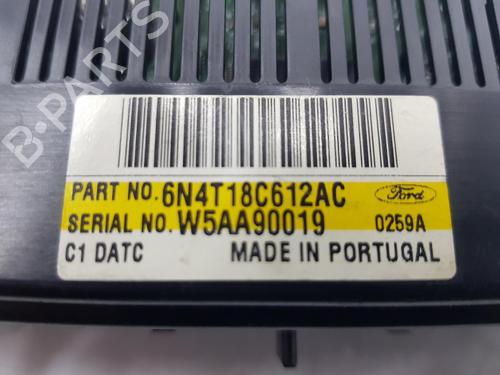 B-PARTS
PART NO. 6N4T18C612AC
Ford
SERIAL NO. W5AA90019 0259A
C1 DATC MADE IN PORTUGAL